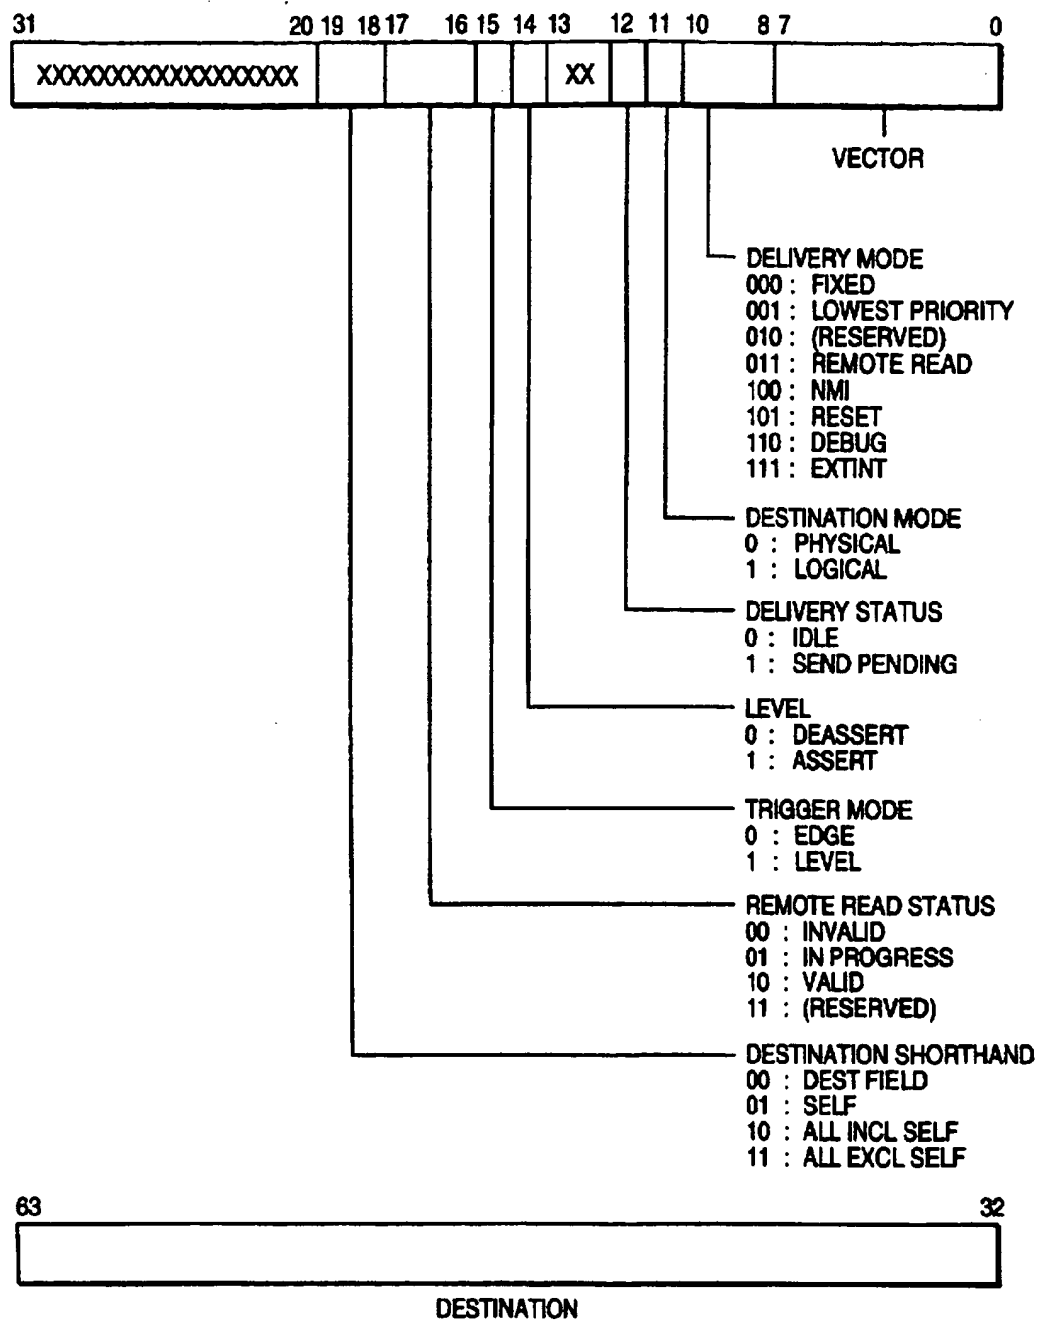 31 20 19 18 17 16 15 14 13 12 11 10 8 7 0
XXXXXXXXXXXXXXXXXX XX
VECTOR
DELIVERY MODE
000 : FIXED
001 : LOWEST PRIORITY
010 : (RESERVED)
011 : REMOTE READ
100 : NMI
101 : RESET
110 : DEBUG
111 : EXTINT
DESTINATION MODE
0 : PHYSICAL
1 : LOGICAL
DELIVERY STATUS
0 : IDLE
1 : SEND PENDING
LEVEL
0 : DEASSERT
1 : ASSERT
TRIGGER MODE
0 : EDGE
1 : LEVEL
REMOTE READ STATUS
00 : INVALID
01 : IN PROGRESS
10 : VALID
11 : (RESERVED)
DESTINATION SHORTHAND
00 : DEST FIELD
01 : SELF
10 : ALL INCL SELF
11 : ALL EXCL SELF
63 32
DESTINATION